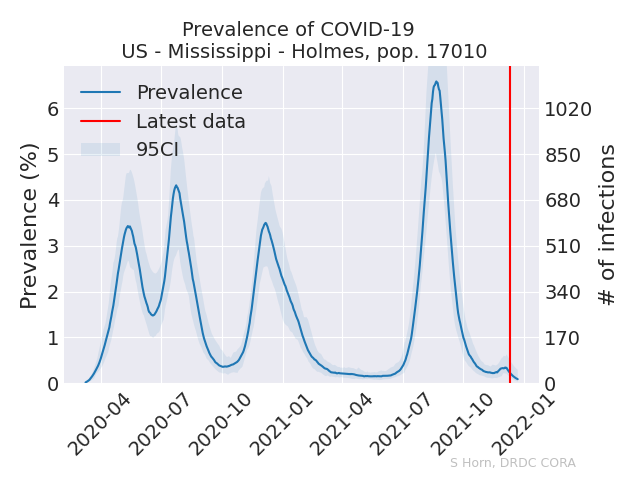 Prevalence of COVID-19
US - Mississippi - Holmes, pop. 17010
Prevalence
Latest data
95CI
Prevalence (%)
6
5
4
3
2
1
0
# of infections
1020
850
680
510
340
170
0
2020-04
2020-07
2020-10
2021-01
2021-04
2021-07
2021-10
2022-01
S Horn, DRDC CORA